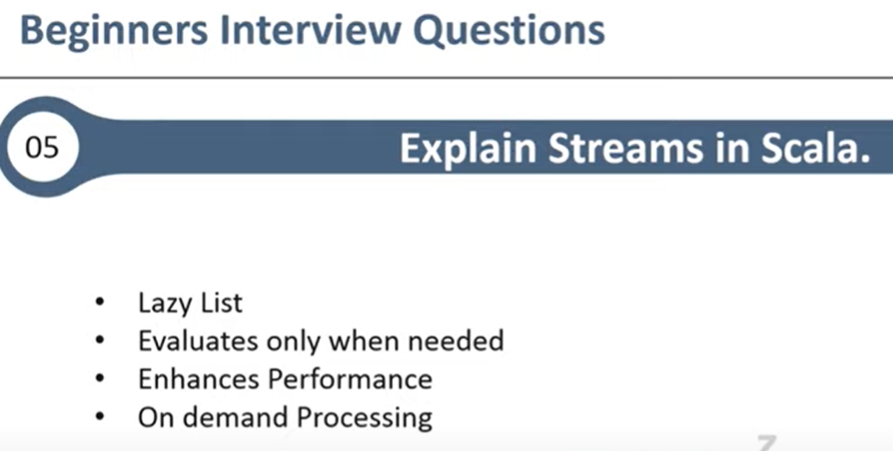 Beginners Interview Questions
05
Explain Streams in Scala.
• Lazy List
• Evaluates only when needed
• Enhances Performance
• On demand Processing